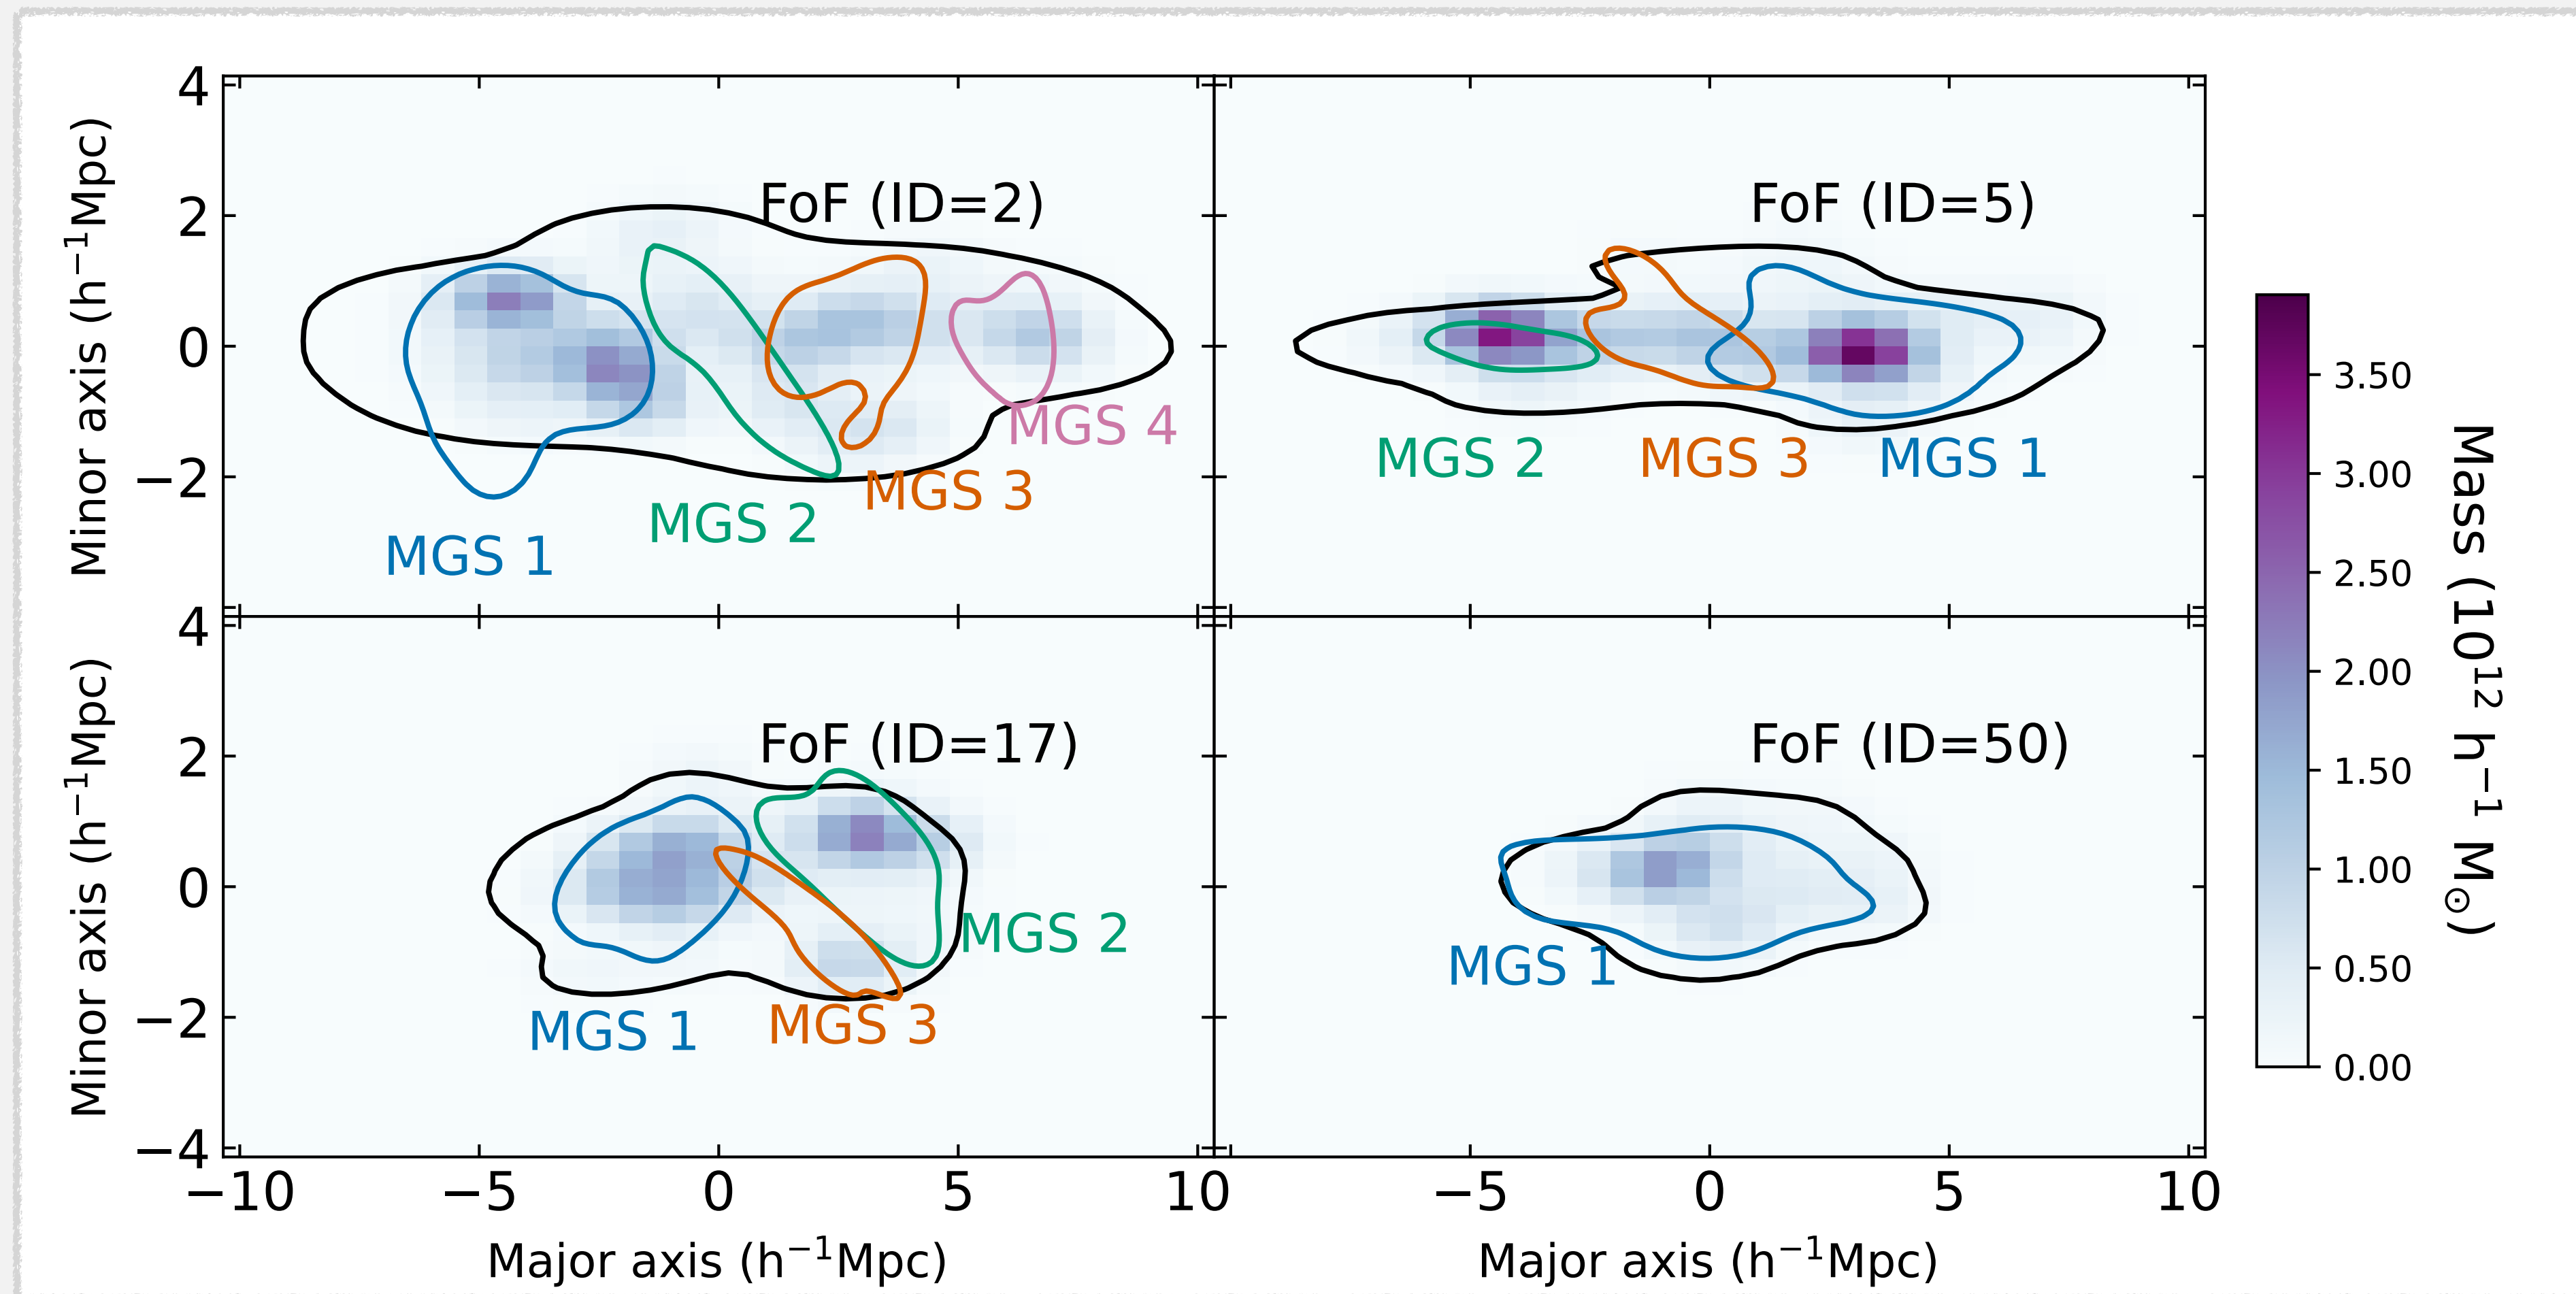 FoF (ID=2)
MGS 1
MGS 2
MGS 3
MGS 4
4
2
0
−2
Minor axis (h⁻¹Mpc)
FoF (ID=5)
MGS 2
MGS 3
MGS 1
FoF (ID=17)
MGS 1
MGS 3
MGS 2
4
2
0
−2
−4
Minor axis (h⁻¹Mpc)
−10 −5 0 5 10
Major axis (h⁻¹Mpc)
FoF (ID=50)
MGS 1
−5 0 5 10
Major axis (h⁻¹Mpc)
3.50
3.00
2.50
2.00
1.50
1.00
0.50
0.00
Mass (10¹² h⁻¹ M⊙)